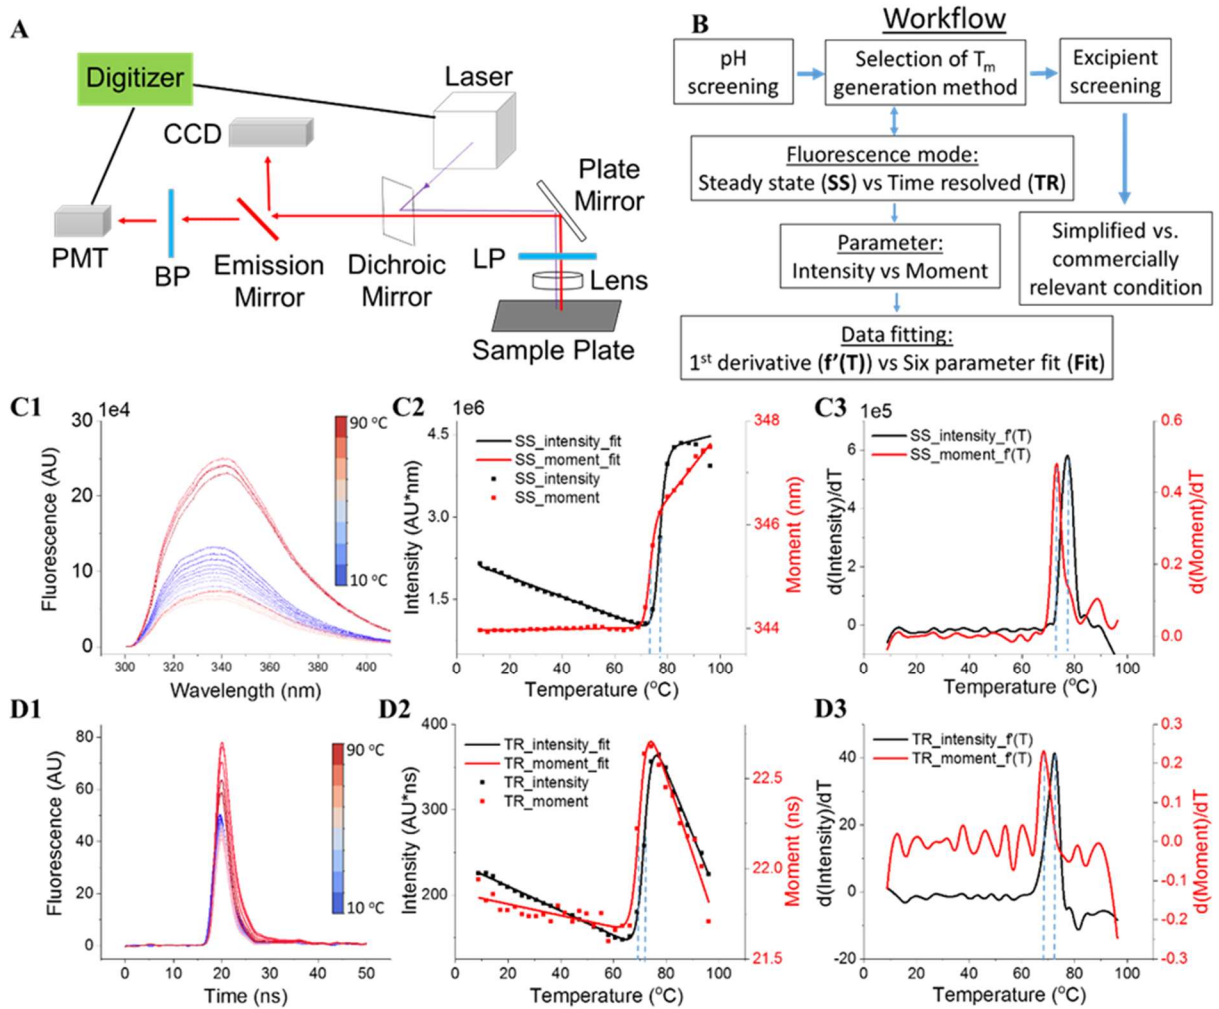 A
Digitizer
Laser
CCD
Plate
Mirror
PMT
BP
Emission
Mirror
Dichroic
Mirror
LP
Lens
Sample Plate
B
Workflow
pH
screening
Selection of Tm
generation method
Excipient
screening
Fluorescence mode:
Steady state (SS) vs Time resolved (TR)
Parameter:
Intensity vs Moment
Simplified vs.
commercially
relevant condition
Data fitting:
1st derivative (f’(T)) vs Six parameter fit (Fit)
C1
1e4
30
20
10
0
Fluorescence (AU)
90 °C
10 °C
300
320
340
360
380
400
Wavelength (nm)
C2
1e6
4.5
3.0
1.5
Intensity (AU*nm)
SS_intensity_fit
SS_moment_fit
SS_intensity
SS_moment
348
346
344
Moment (nm)
0
20
40
60
80
100
Temperature (°C)
C3
1e5
6
4
2
0
d(Intensity)/dT
SS_intensity_f'(T)
SS_moment_f'(T)
0.6
0.4
0.2
0.0
d(Moment)/dT
0
20
40
60
80
100
Temperature (°C)
D1
80
60
40
20
0
Fluorescence (AU)
90 °C
10 °C
0
10
20
30
40
50
Time (ns)
D2
400
300
200
Intensity (AU*ns)
TR_intensity_fit
TR_moment_fit
TR_intensity
TR_moment
22.5
22.0
21.5
Moment (ns)
0
20
40
60
80
100
Temperature (°C)
D3
40
20
0
-20
d(Intensity)/dT
TR_intensity_f'(T)
TR_moment_f'(T)
0.3
0.2
0.1
0.0
-0.1
-0.2
-0.3
d(Moment)/dT
0
20
40
60
80
100
Temperature (°C)